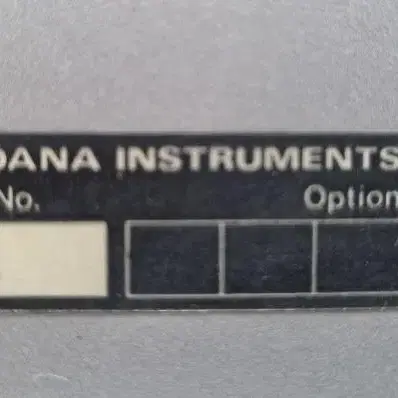 DANA INSTRUMENTS
No. Option